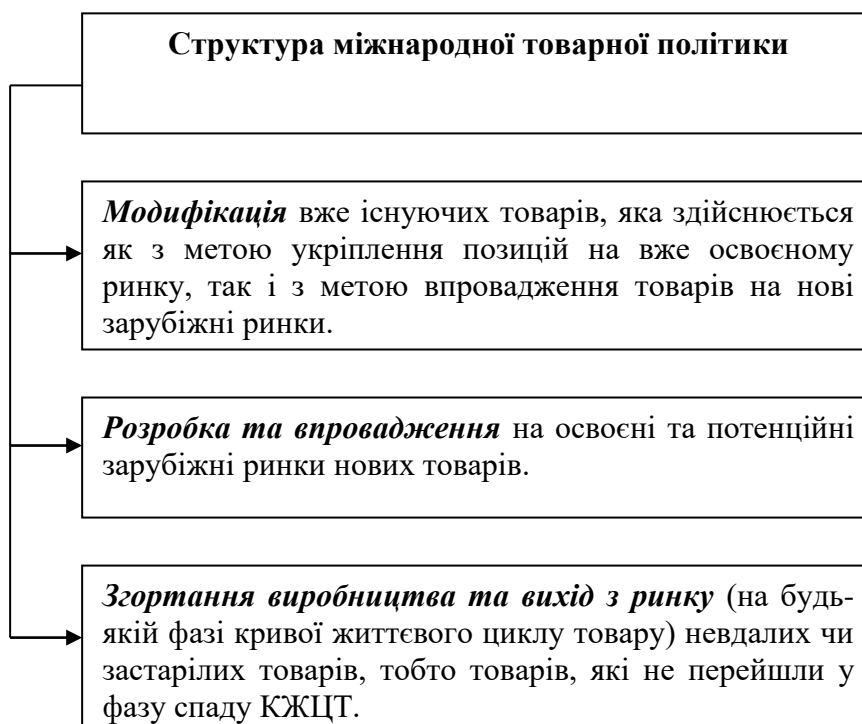 Структура міжнародної товарної політики
Модифікація вже існуючих товарів, яка здійснюється
як з метою укріплення позицій на вже освоєному
ринку, так і з метою впровадження товарів на нові
зарубіжні ринки.
Розробка та впровадження на освоєні та потенційні
зарубіжні ринки нових товарів.
Згортання виробництва та вихід з ринку (на будь-
якій фазі кривої життєвого циклу товару) невдалих чи
застарілих товарів, тобто товарів, які не перейшли у
фазу спаду КЖЦТ.